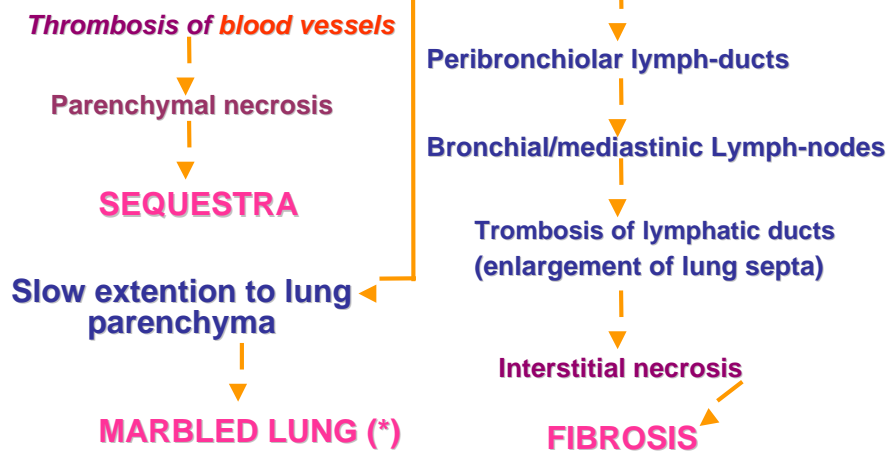 Thrombosis of blood vessels
Parenchymal necrosis
SEQUESTRA
Slow extention to lung
parenchyma
MARBLED LUNG (*)
Peribronchiolar lymph-ducts
Bronchial/mediastinic Lymph-nodes
Trombosis of lymphatic ducts
(enlargement of lung septa)
Interstitial necrosis
FIBROSIS